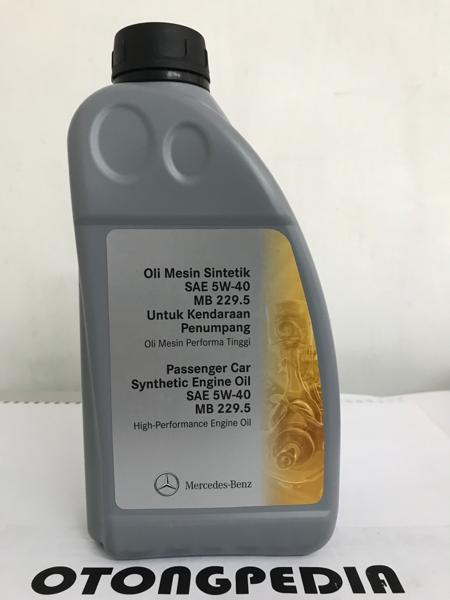 Oli Mesin Sintetik
SAE 5W-40
MB 229.5
Untuk Kendaraan
Penumpang
Oli Mesin Performa Tinggi
Passenger Car
Synthetic Engine Oil
SAE 5W-40
MB 229.5
High-Performance Engine Oil
Mercedes-Benz
OTONGPEDIA